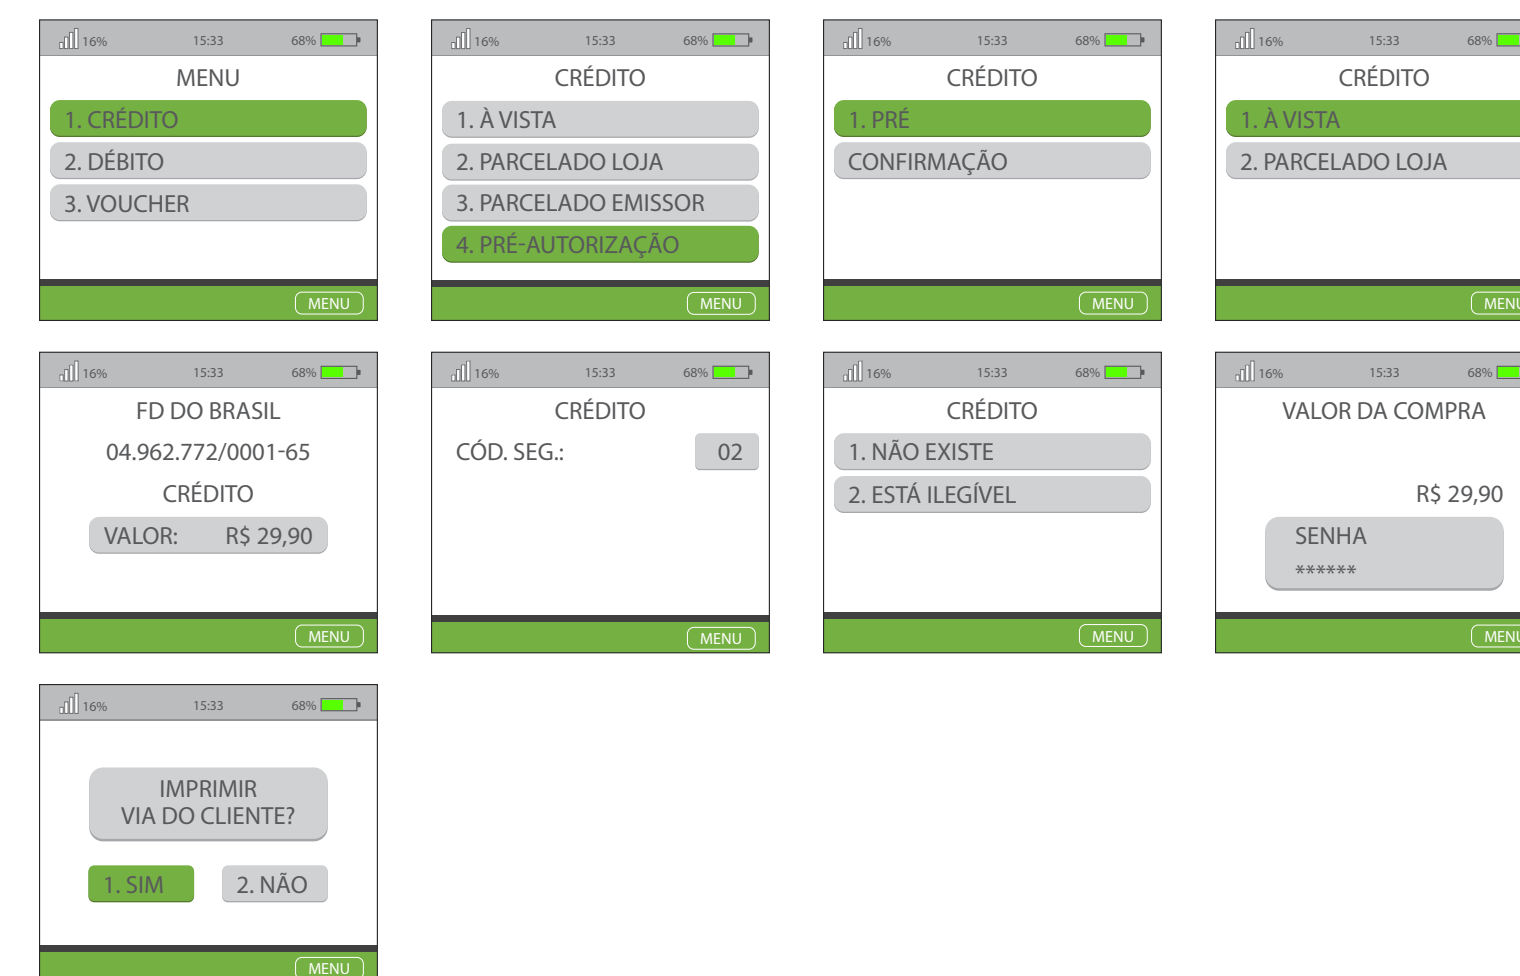 16% 15:33 68%
MENU
1. CRÉDITO
2. DÉBITO
3. VOUCHER
MENU
16% 15:33 68%
CRÉDITO
1. À VISTA
2. PARCELADO LOJA
3. PARCELADO EMISSOR
4. PRÉ-AUTORIZAÇÃO
MENU
16% 15:33 68%
CRÉDITO
1. PRÉ
CONFIRMAÇÃO
MENU
16% 15:33 68%
CRÉDITO
1. À VISTA
2. PARCELADO LOJA
MENU
16% 15:33 68%
FD DO BRASIL
04.962.772/0001-65
CRÉDITO
VALOR: R$ 29,90
MENU
16% 15:33 68%
CRÉDITO
CÓD. SEG.: 02
MENU
16% 15:33 68%
CRÉDITO
1. NÃO EXISTE
2. ESTÁ ILEGÍVEL
MENU
16% 15:33 68%
VALOR DA COMPRA
R$ 29,90
SENHA
******
MENU
16% 15:33 68%
IMPRIMIR
VIA DO CLIENTE?
1. SIM 2. NÃO
MENU